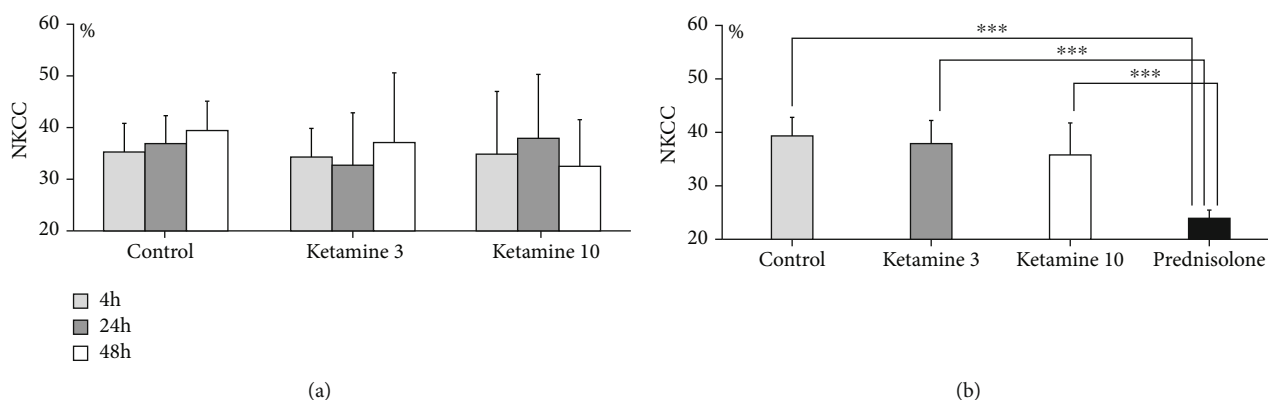 60
%
50
40
30
20
NKCC
Control
Ketamine 3
Ketamine 10
4h
24h
48h
(a)
60
%
50
40
30
20
NKCC
***
***
***
Control
Ketamine 3
Ketamine 10
Prednisolone
(b)